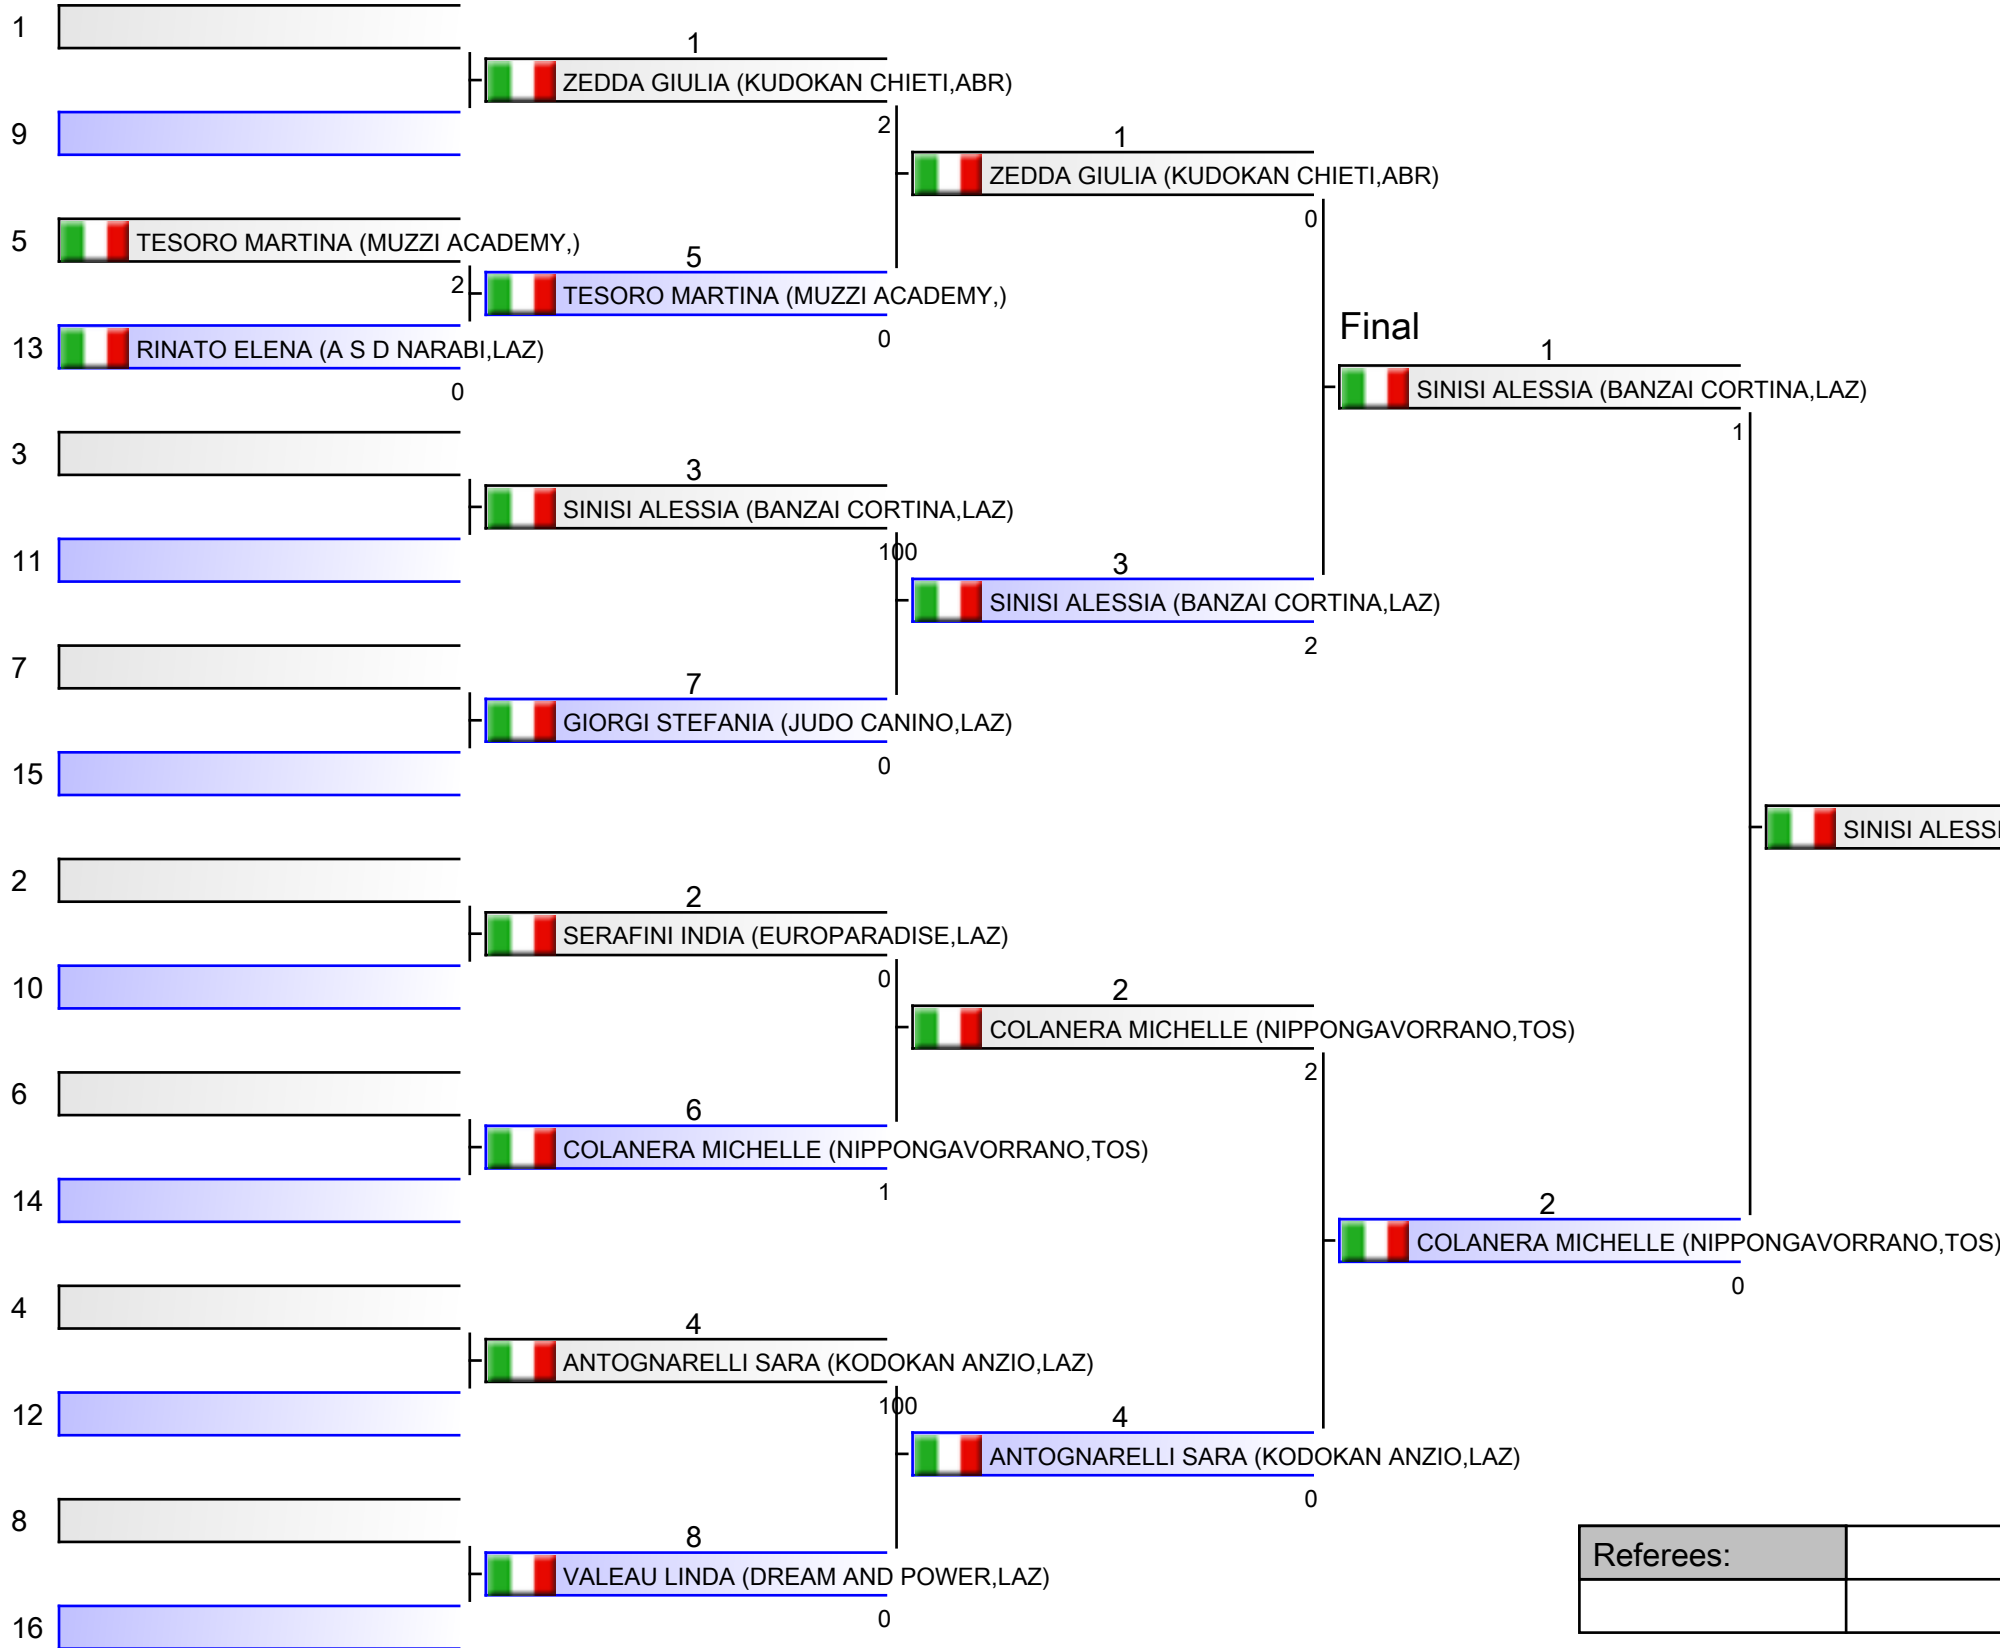 1
1
ZEDDA GIULIA (KUDOKAN CHIETI,ABR)
2
9
1
ZEDDA GIULIA (KUDOKAN CHIETI,ABR)
0
5 TESORO MARTINA (MUZZI ACADEMY,)
2
5
TESORO MARTINA (MUZZI ACADEMY,)
0
13 RINATO ELENA (A S D NARABI,LAZ)
0
Final
1
SINISI ALESSIA (BANZAI CORTINA,LAZ)
1
3
3
SINISI ALESSIA (BANZAI CORTINA,LAZ)
100
11
3
SINISI ALESSIA (BANZAI CORTINA,LAZ)
2
7
7
GIORGI STEFANIA (JUDO CANINO,LAZ)
0
15
SINISI ALESSI
2
2
SERAFINI INDIA (EUROPARADISE,LAZ)
0
10
2
COLANERA MICHELLE (NIPPONGAVORRANO,TOS)
2
6
6
COLANERA MICHELLE (NIPPONGAVORRANO,TOS)
1
14
2
COLANERA MICHELLE (NIPPONGAVORRANO,TOS)
0
4
4
ANTOGNARELLI SARA (KODOKAN ANZIO,LAZ)
100
12
4
ANTOGNARELLI SARA (KODOKAN ANZIO,LAZ)
0
8
8
VALEAU LINDA (DREAM AND POWER,LAZ)
0
16
Referees: